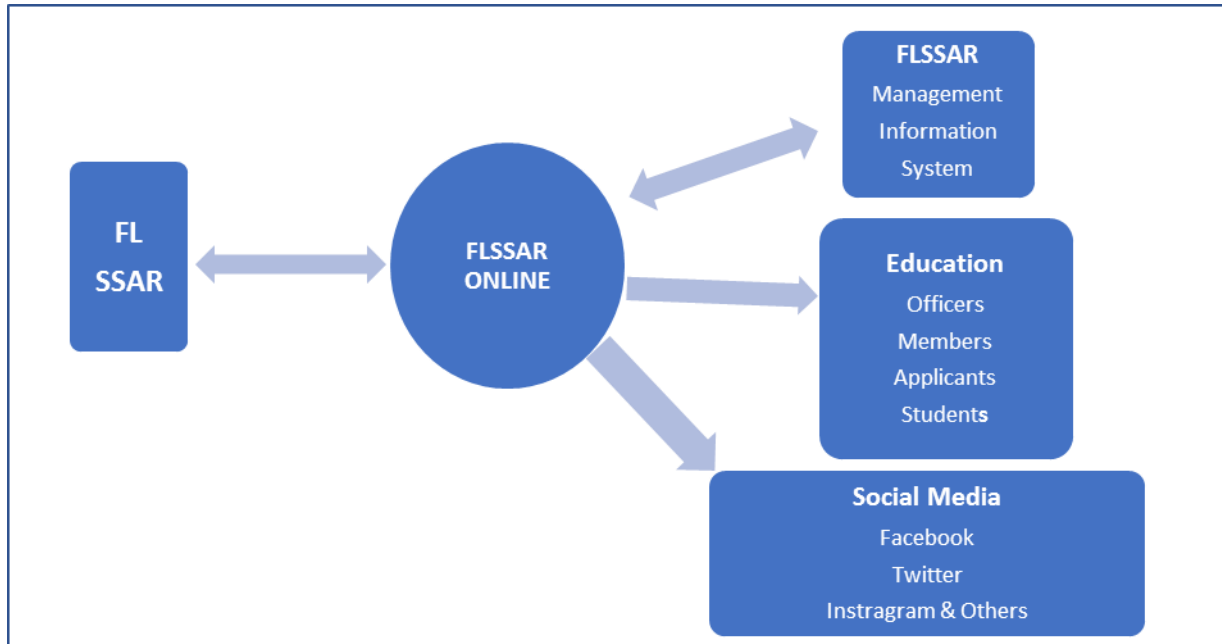 FL
SSAR
FLSSAR
ONLINE
FLSSAR
Management
Information
System
Education
Officers
Members
Applicants
Students
Social Media
Facebook
Twitter
Instragram & Others